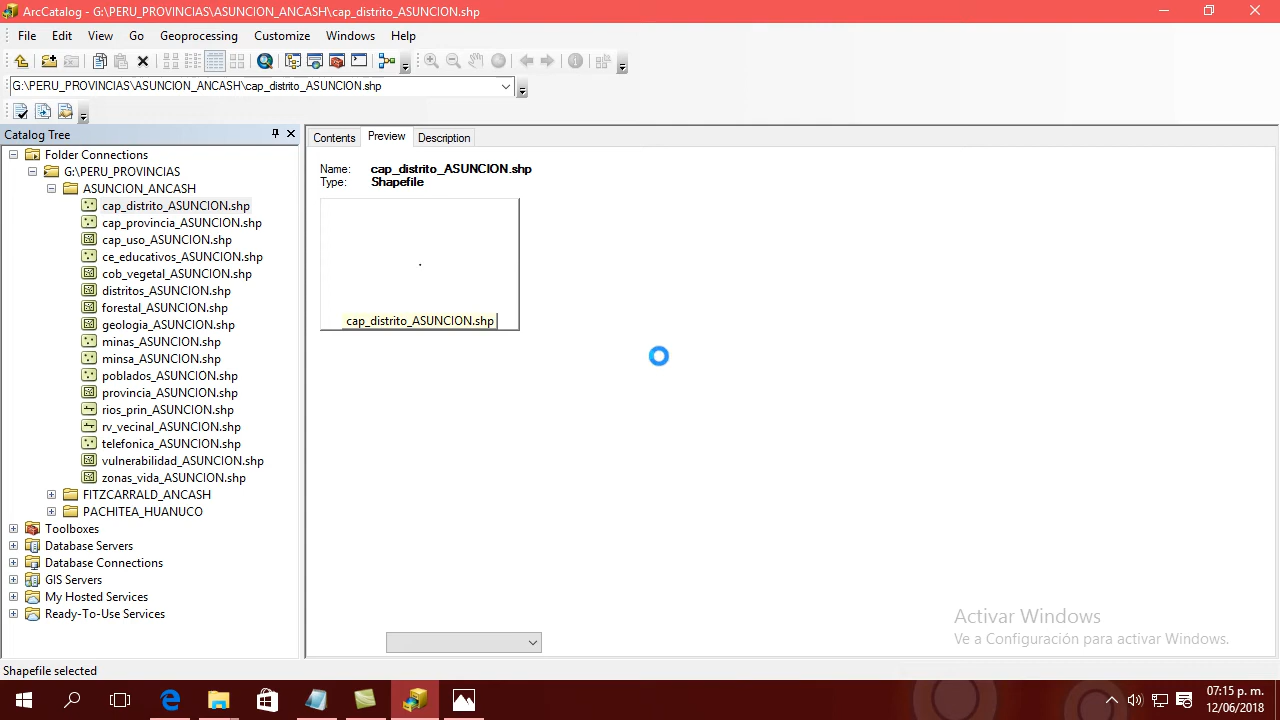 ArcCatalog - G:\PERU_PROVINCIAS\ASUNCION_ANCASH\cap_distrito_ASUNCION.shp
File Edit View Go Geoprocessing Customize Windows Help
G:\PERU_PROVINCIAS\ASUNCION_ANCASH\cap_distrito_ASUNCION.shp
Catalog Tree
Folder Connections
G:\PERU_PROVINCIAS
ASUNCION_ANCASH
cap_distrito_ASUNCION.shp
cap_provincia_ASUNCION.shp
cap_uso_ASUNCION.shp
ce_educativos_ASUNCION.shp
cob_vegetal_ASUNCION.shp
distritos_ASUNCION.shp
forestal_ASUNCION.shp
geologia_ASUNCION.shp
minas_ASUNCION.shp
minsa_ASUNCION.shp
poblados_ASUNCION.shp
provincia_ASUNCION.shp
rios_prin_ASUNCION.shp
rv_vecinal_ASUNCION.shp
telefonica_ASUNCION.shp
vulnerabilidad_ASUNCION.shp
zonas_vida_ASUNCION.shp
FITZCARRALD_ANCASH
PACHITEA_HUANUCO
Toolboxes
Database Servers
Database Connections
GIS Servers
My Hosted Services
Ready-To-Use Services
Contents Preview Description
Name: cap_distrito_ASUNCION.shp
Type: Shapefile
cap_distrito_ASUNCION.shp
Activar Windows
Ve a Configuración para activar Windows.
Shapefile selected
07:15 p. m.
12/06/2018